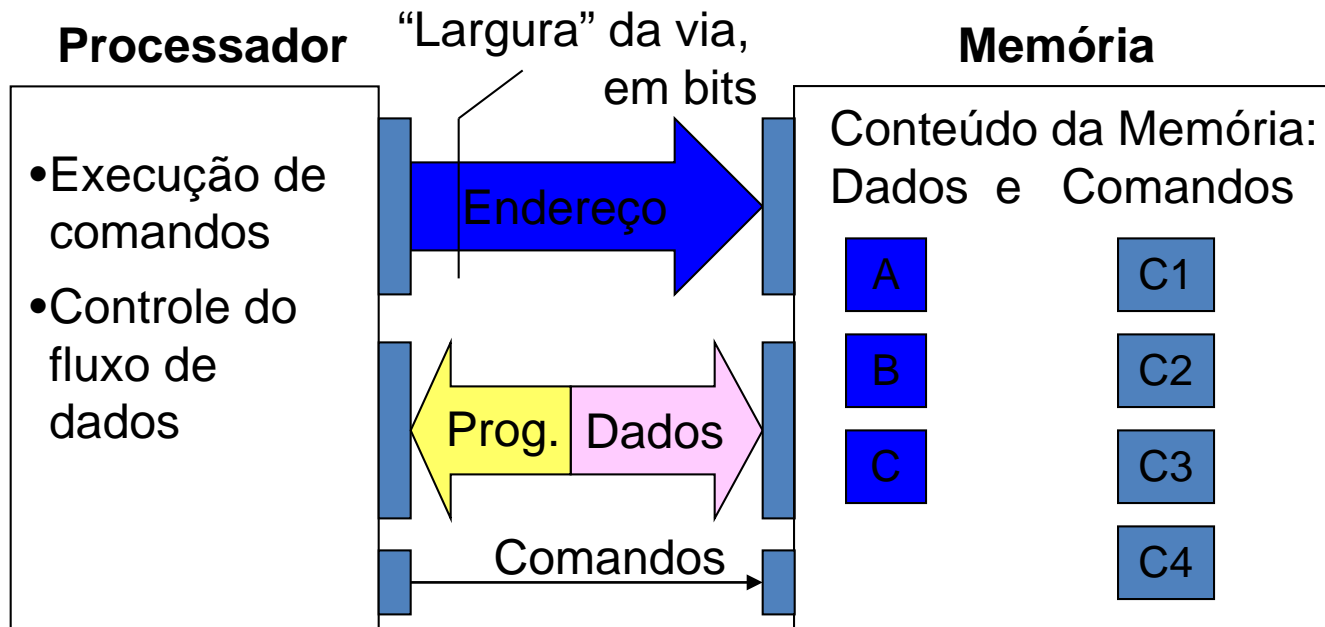 Processador
“Largura” da via,
em bits
Memória
•Execução de
comandos
•Controle do
fluxo de
dados
Endereço
Prog.
Dados
Comandos
Conteúdo da Memória:
Dados e Comandos
A
C1
B
C2
C
C3
C4